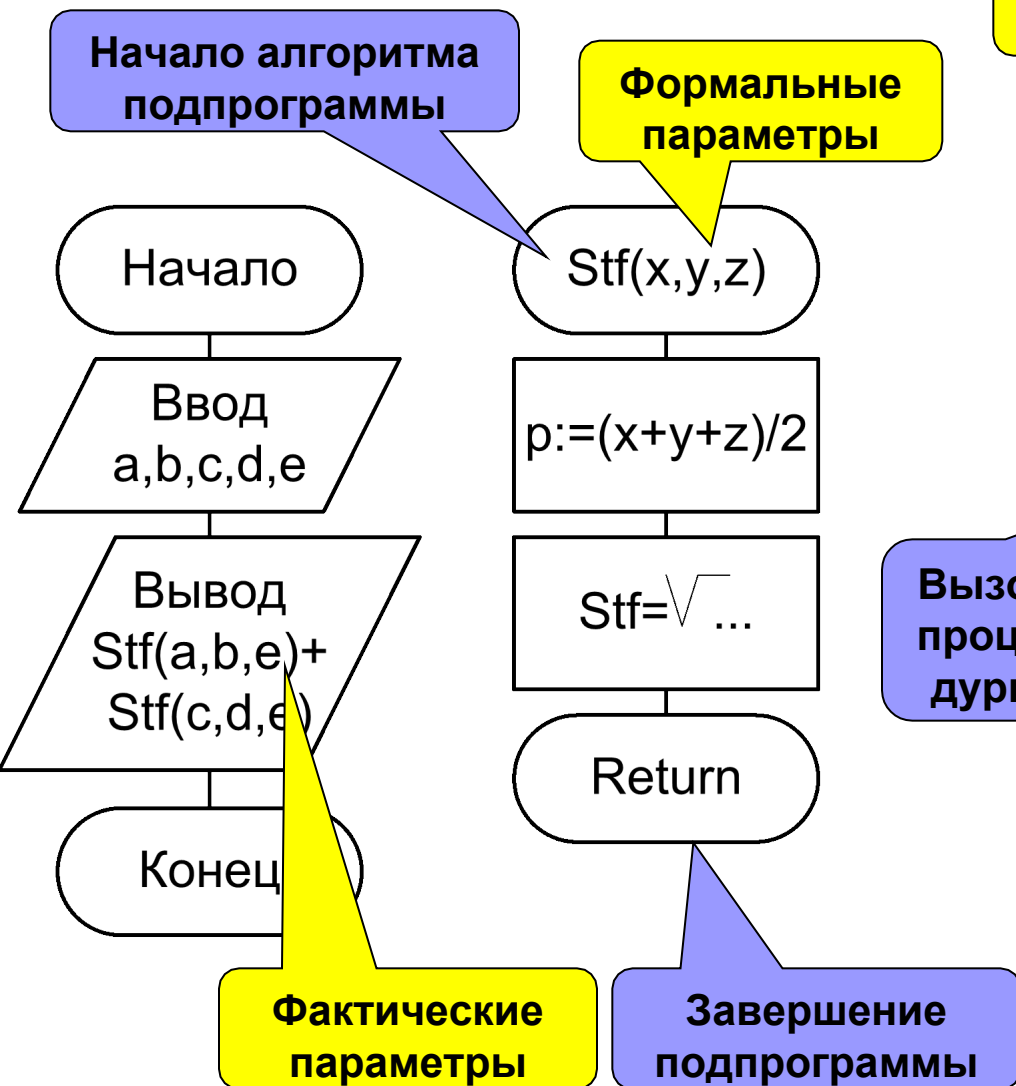 Начало алгоритма
подпрограммы
Формальные
параметры
Начало
Ввод
a,b,c,d,e
Вывод
Stf(a,b,e)+
Stf(c,d,e)
Конец
Stf(x,y,z)
p:=(x+y+z)/2
Stf=√ ...
Return
Фактические
параметры
Завершение
подпрограммы